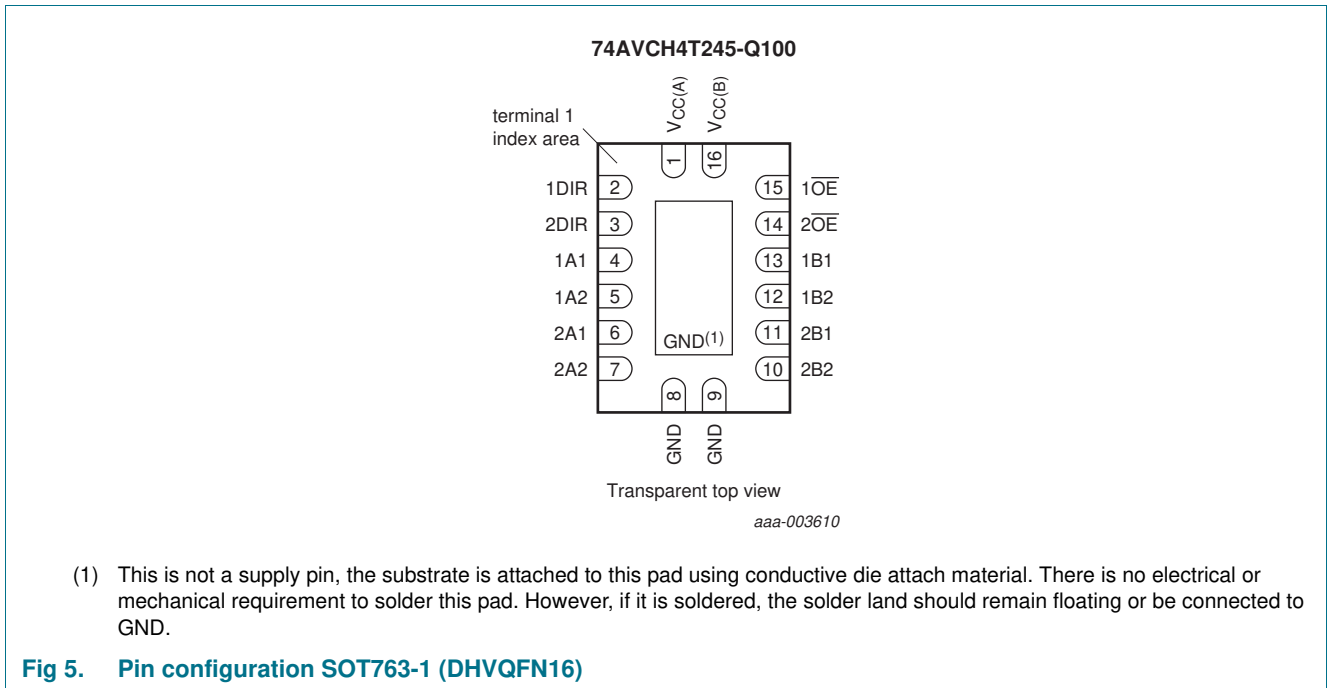 74AVCH4T245-Q100
terminal 1
index area
VCC(A)
VCC(B)
1
16
1DIR 2
15 1OE
2DIR 3
14 2OE
1A1 4
13 1B1
1A2 5
12 1B2
2A1 6
11 2B1
2A2 7
10 2B2
GND(1)
8
9
GND
GND
Transparent top view
aaa-003610
(1) This is not a supply pin, the substrate is attached to this pad using conductive die attach material. There is no electrical or
mechanical requirement to solder this pad. However, if it is soldered, the solder land should remain floating or be connected to
GND.
Fig 5. Pin configuration SOT763-1 (DHVQFN16)